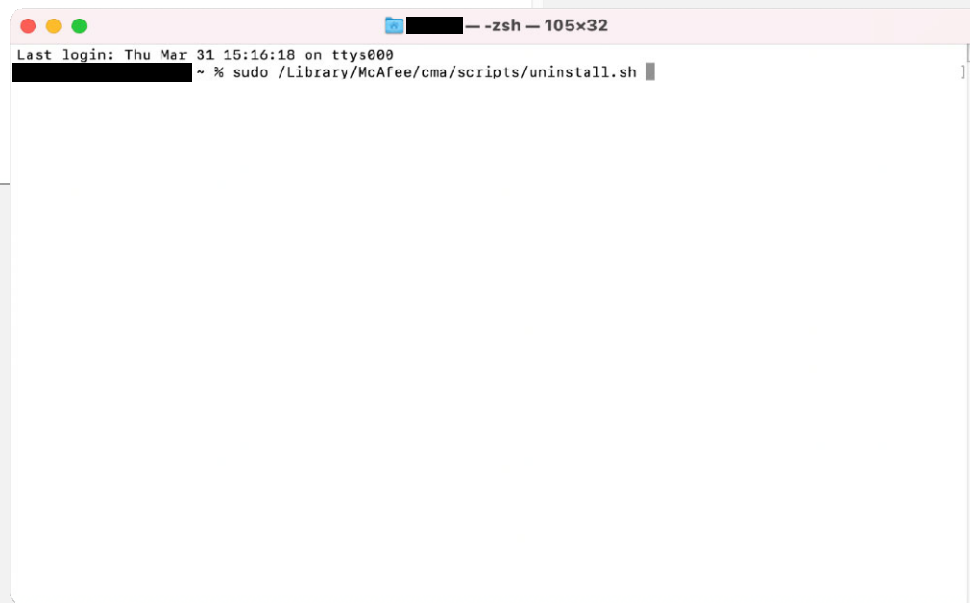 — -zsh — 105×32
Last login: Thu Mar 31 15:16:18 on ttys000
~ % sudo /Library/McAfee/cma/scripts/uninstall.sh ]